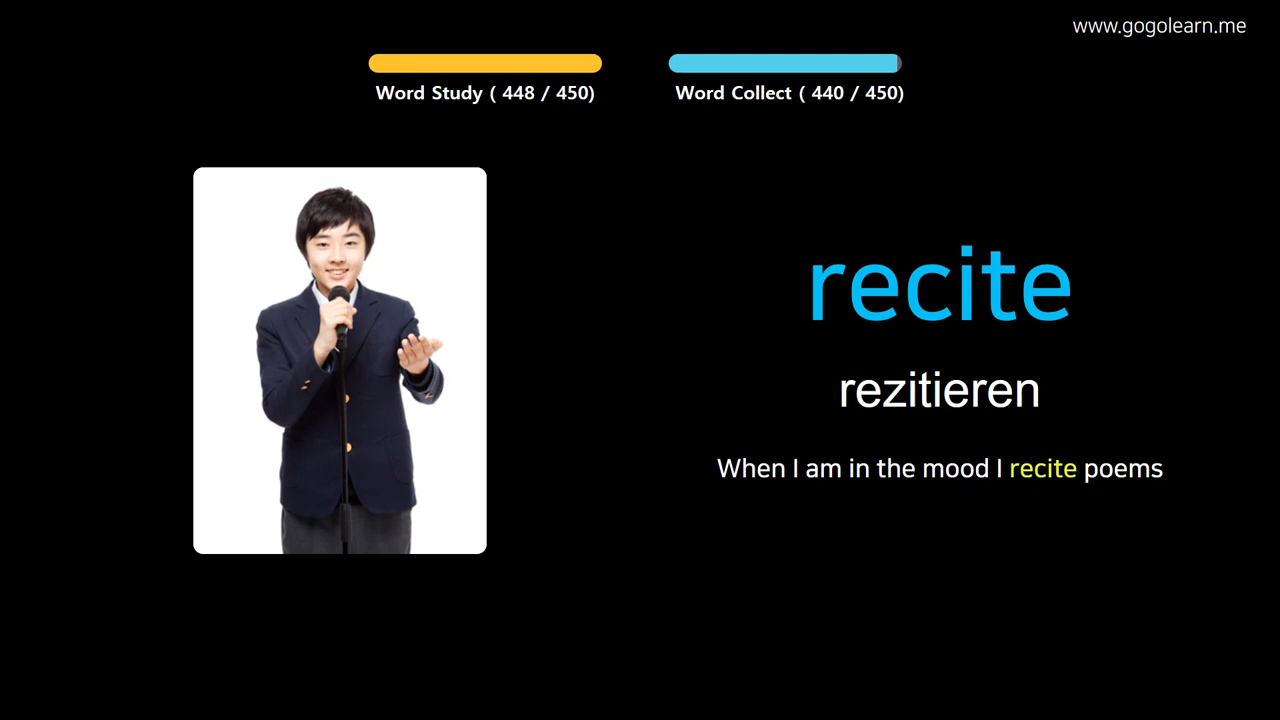 www.gogolearn.me
Word Study ( 448 / 450)
Word Collect ( 440 / 450)
recite
rezitieren
When I am in the mood I recite poems